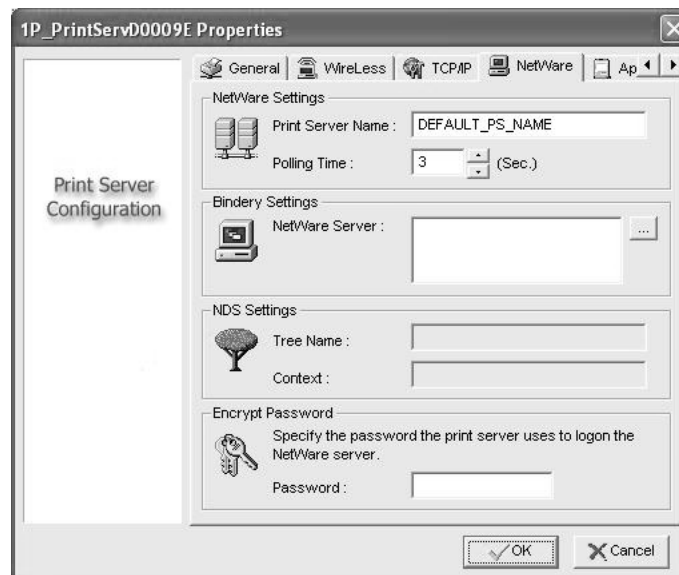 1P_PrintServD0009E Properties
General WireLess TCP/IP NetWare Ap
Print Server
Configuration
NetWare Settings
Print Server Name : DEFAULT_PS_NAME
Polling Time : 3 (Sec.)
Bindery Settings
NetWare Server : ...
NDS Settings
Tree Name :
Context :
Encrypt Password
Specify the password the print server uses to logon the
NetWare server.
Password :
OK Cancel